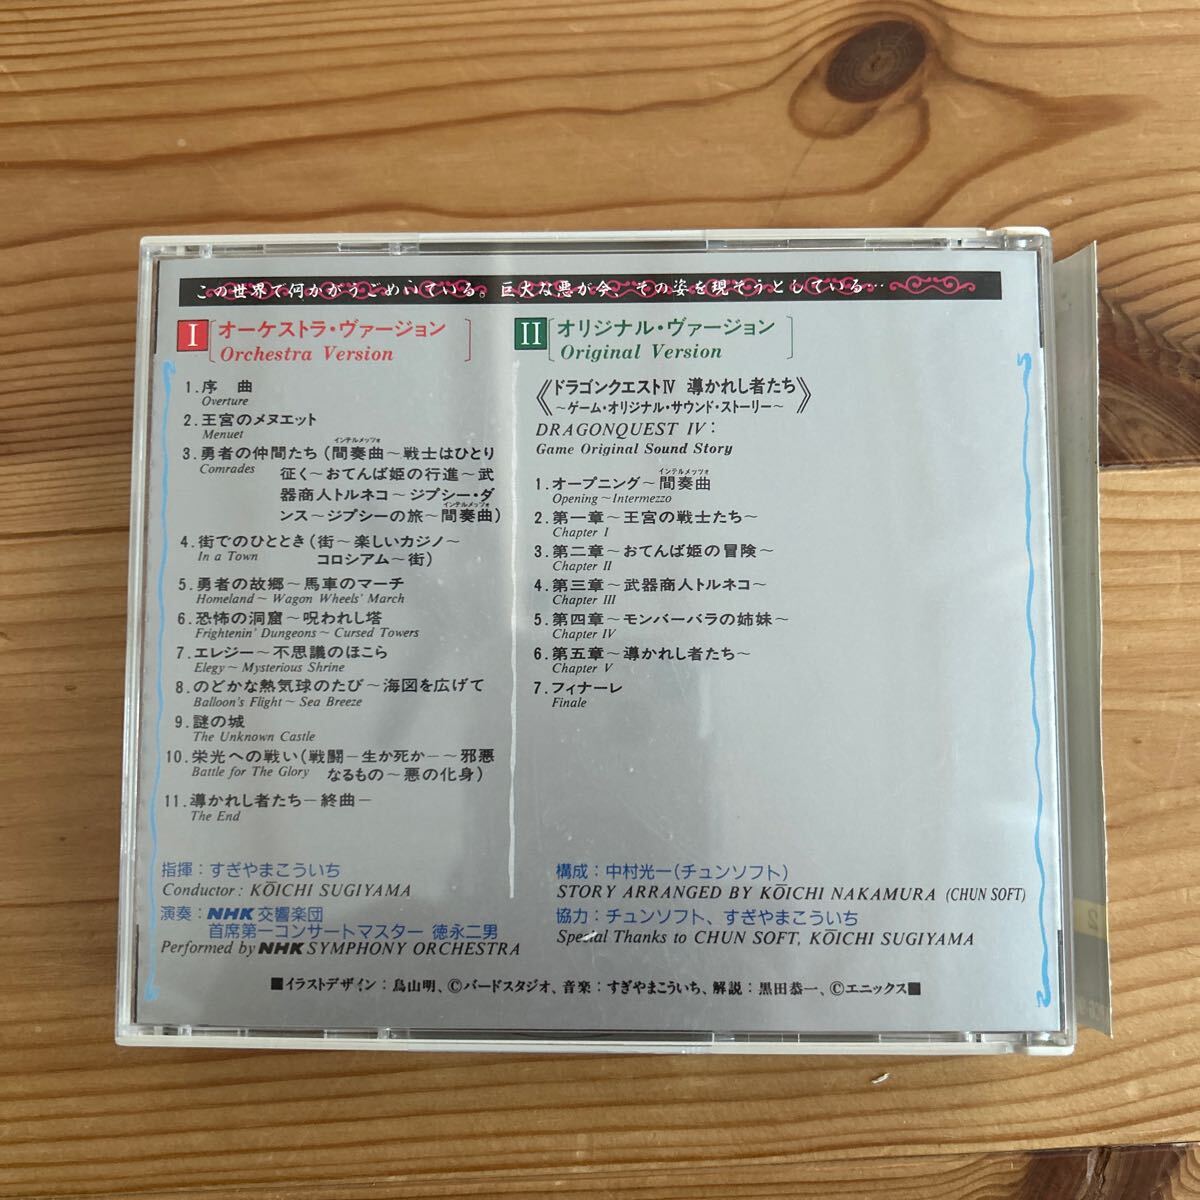 この世界で何かがうごめいている。巨大な悪が今、その姿を現そうとしている…
I オーケストラ・ヴァージョン
Orchestra Version
1. 序　曲
Overture
2. 王宮のメヌエット
Menuet
インテルメッツォ
3. 勇者の仲間たち（間奏曲～戦士はひとり
Comrades
征く～おてんば姫の行進～武
器商人トルネコ～ジプシー・ダ
インテルメッツォ
ンス～ジプシーの旅～間奏曲）
4. 街でのひととき（街～楽しいカジノ～
In a Town
コロシアム～街）
5. 勇者の故郷～馬車のマーチ
Homeland ~ Wagon Wheels' March
6. 恐怖の洞窟～呪われし塔
Frightenin' Dungeons ~ Cursed Towers
7. エレジー～不思議のほこら
Elegy ~ Mysterious Shrine
8. のどかな熱気球のたび～海図を広げて
Balloon's Flight ~ Sea Breeze
9. 謎の城
The Unknown Castle
10. 栄光への戦い（戦闘－生か死か－～邪悪
Battle for The Glory
なるもの～悪の化身）
11. 導かれし者たち－終曲－
The End
指揮：すぎやまこういち
Conductor: KŌICHI SUGIYAMA
演奏：NHK交響楽団
首席第一コンサートマスター 徳永二男
Performed by NHK SYMPHONY ORCHESTRA
II オリジナル・ヴァージョン
Original Version
《ドラゴンクエストIV 導かれし者たち
～ゲーム・オリジナル・サウンド・ストーリー～》
DRAGONQUEST IV:
Game Original Sound Story
インテルメッツォ
1. オープニング～間奏曲
Opening ~ Intermezzo
2. 第一章～王宮の戦士たち～
Chapter I
3. 第二章～おてんば姫の冒険～
Chapter II
4. 第三章～武器商人トルネコ～
Chapter III
5. 第四章～モンバーバラの姉妹～
Chapter IV
6. 第五章～導かれし者たち～
Chapter V
7. フィナーレ
Finale
構成：中村光一（チュンソフト）
STORY ARRANGED BY KŌICHI NAKAMURA (CHUN SOFT)
協力：チュンソフト、すぎやまこういち
Special Thanks to CHUN SOFT, KŌICHI SUGIYAMA
■イラストデザイン：鳥山明、©バードスタジオ、音楽：すぎやまこういち、解説：黒田恭一、©エニックス■
2